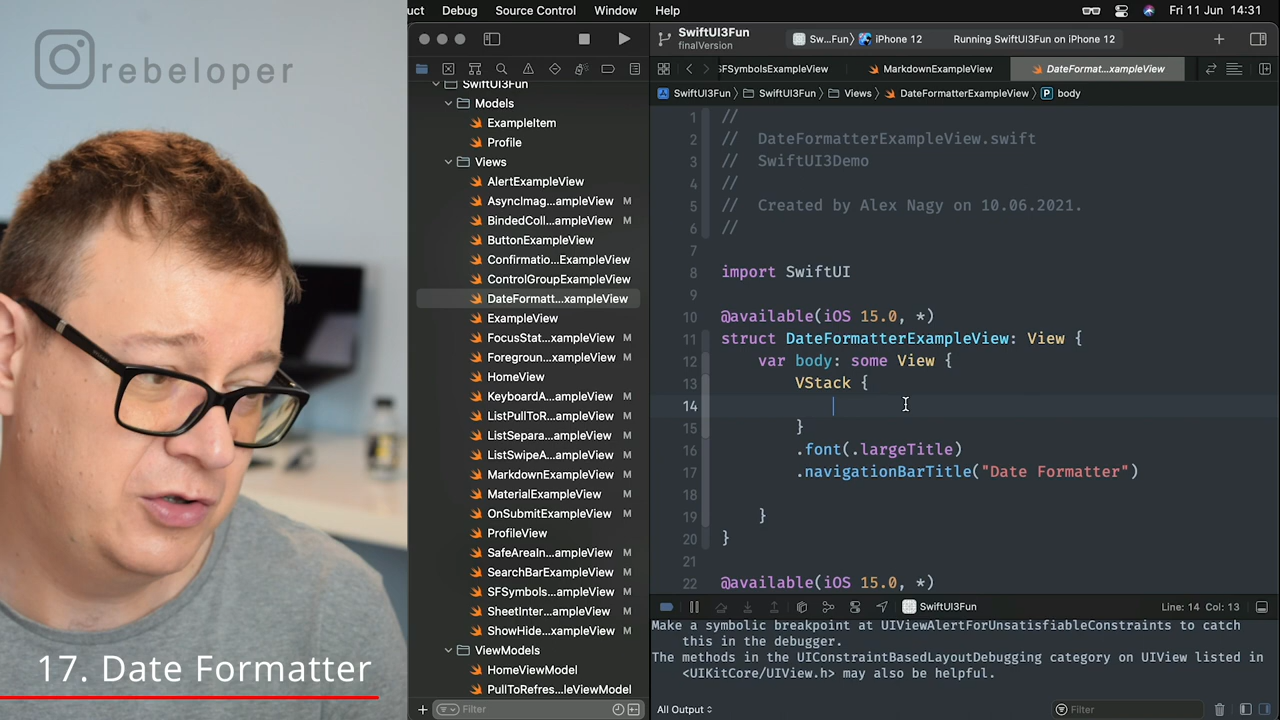 rebeloper
17. Date Formatter
uct Debug Source Control Window Help Fri 11 Jun 14:31
SwiftUI3Fun
finalVersion
Sw...Fun iPhone 12 Running SwiftUI3Fun on iPhone 12
SFSymbolsExampleView MarkdownExampleView DateFormat...xampleView
SwiftUI3Fun SwiftUI3Fun Views DateFormatterExampleView P body
SwiftUI3Fun
Models
ExampleItem
Profile
Views
AlertExampleView
AsyncImag...ampleView M
BindedColl...ampleView M
ButtonExampleView
Confirmatio...ExampleView
ControlGroupExampleView
DateFormatt...xampleView
ExampleView
FocusStat...ampleView M
Foregroun...ampleView M
HomeView
KeyboardA...ampleView M
ListPullToR...ampleView M
ListSepara...ampleView M
ListSwipeA...ampleView M
MarkdownExampleView M
MaterialExampleView M
OnSubmitExampleView M
ProfileView
SafeAreaIn...ampleView M
SearchBarExampleView M
SFSymbols...ampleView M
SheetInter...ampleView M
ShowHide...xampleView M
ViewModels
HomeViewModel
PullToRefres...leViewModel
Filter
1 //
2 // DateFormatterExampleView.swift
3 // SwiftUI3Demo
4 //
5 // Created by Alex Nagy on 10.06.2021.
6 //
7
8 import SwiftUI
9
10 @available(iOS 15.0, *)
11 struct DateFormatterExampleView: View {
12 var body: some View {
13 VStack {
14
15 }
16 .font(.largeTitle)
17 .navigationBarTitle("Date Formatter")
18
19 }
20 }
21
22 @available(iOS 15.0, *)
SwiftUI3Fun Line: 14 Col: 13
Make a symbolic breakpoint at UIViewAlertForUnsatisfiableConstraints to catch
this in the debugger.
The methods in the UIConstraintBasedLayoutDebugging category on UIView listed in
<UIKitCore/UIView.h> may also be helpful.
All Output Filter